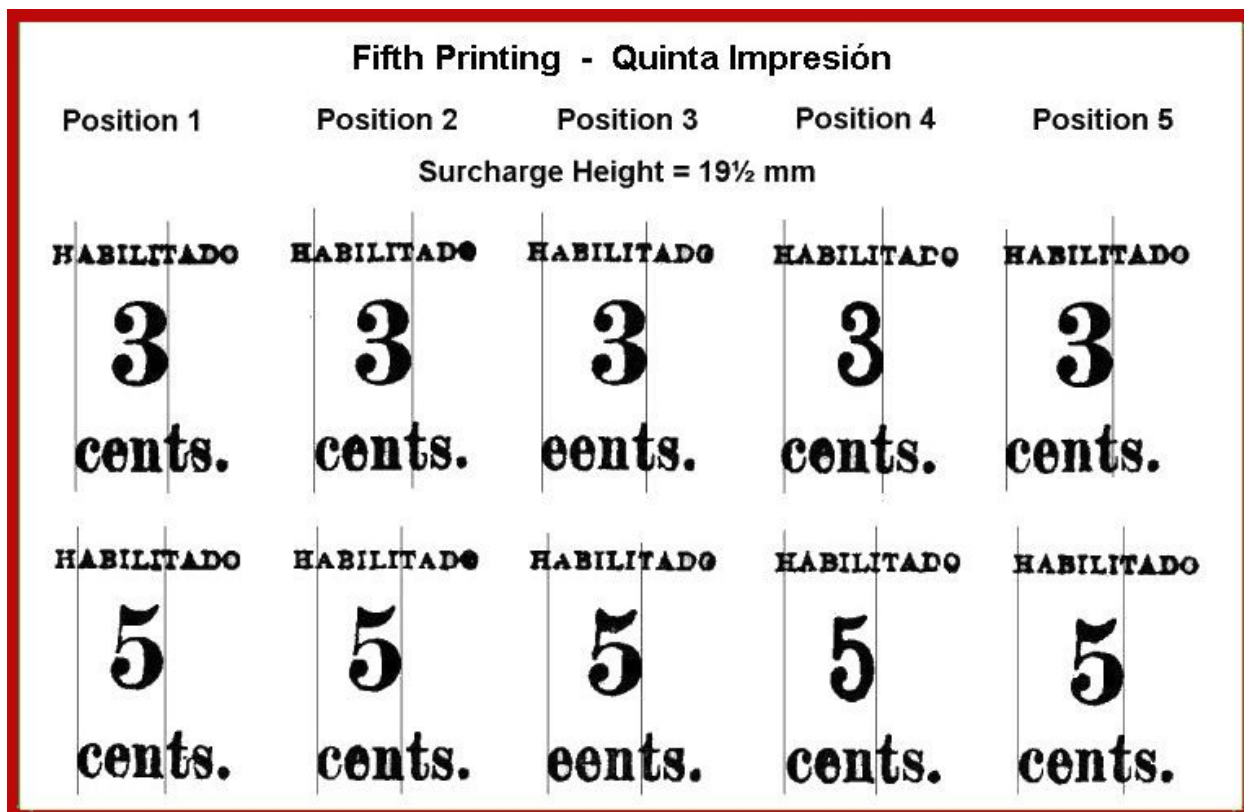 Fifth Printing - Quinta Impresión
Position 1 Position 2 Position 3 Position 4 Position 5
Surcharge Height = 19½ mm
HABILITADO HABILITADO HABILITADO HABILITADO HABILITADO
3 3 3 3 3
cents. cents. eents. cents. cents.
HABILITADO HABILITADO HABILITADO HABILITADO HABILITADO
5 5 5 5 5
cents. cents. eents. cents. cents.